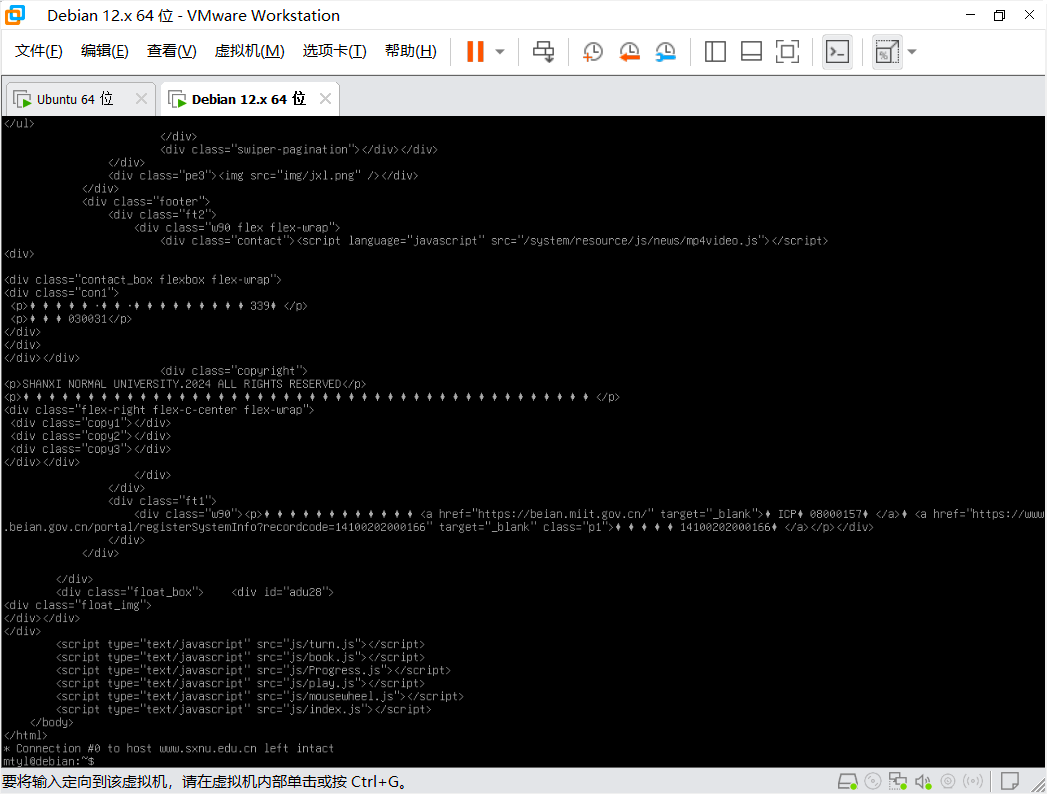 Debian 12.x 64 位 - VMware Workstation
文件(F) 编辑(E) 查看(V) 虚拟机(M) 选项卡(T) 帮助(H)
Ubuntu 64 位 Debian 12.x 64 位
</ul>
</div>
<div class="swiper-pagination"></div></div>
</div>
<div class="pe3"><img src="img/jxl.png" /></div>
</div>
<div class="footer">
<div class="ft2">
<div class="w90 flex flex-wrap">
<div class="contact"><script language="javascript" src="/system/resource/js/news/mp4video.js"></script>
<div>
<div class="contact_box flexbox flex-wrap">
<div class="con1">
<p>♦ ♦ ♦ ♦ ♦ ·♦ ♦ ·♦ ♦ ♦ ♦ ♦ ♦ ♦ ♦ ♦ 339♦ </p>
<p>♦ ♦ ♦ 030031</p>
</div>
</div>
</div></div>
<div class="copyright">
<p>SHANXI NORMAL UNIVERSITY.2024 ALL RIGHTS RESERVED</p>
<p>♦ ♦ ♦ ♦ ♦ ♦ ♦ ♦ ♦ ♦ ♦ ♦ ♦ ♦ ♦ ♦ ♦ ♦ ♦ ♦ ♦ ♦ ♦ ♦ ♦ ♦ ♦ ♦ ♦ ♦ ♦ ♦ ♦ ♦ ♦ ♦ ♦ ♦ ♦ ♦ ♦ ♦ ♦ ♦ </p>
<div class="flex-right flex-c-center flex-wrap">
<div class="copy1"></div>
<div class="copy2"></div>
<div class="copy3"></div>
</div></div>
</div>
</div>
<div class="ft1">
<div class="w90"><p>♦ ♦ ♦ ♦ ♦ ♦ ♦ ♦ ♦ ♦ ♦ ♦ <a href="https://beian.miit.gov.cn/" target="_blank">♦ ICP♦ 08000157♦ </a>♦ <a href="https://www
.beian.gov.cn/portal/registerSystemInfo?recordcode=14100202000166" target="_blank" class="p1">♦ ♦ ♦ ♦ ♦ 14100202000166♦ </a></p></div>
</div>
</div>
</div>
<div class="float_box"> <div id="adu28">
<div class="float_img">
</div></div>
</div>
<script type="text/javascript" src="js/turn.js"></script>
<script type="text/javascript" src="js/book.js"></script>
<script type="text/javascript" src="js/Progress.js"></script>
<script type="text/javascript" src="js/play.js"></script>
<script type="text/javascript" src="js/mousewheel.js"></script>
<script type="text/javascript" src="js/index.js"></script>
</body>
</html>
* Connection #0 to host www.sxnu.edu.cn left intact
mtyl@debian:~$
要将输入定向到该虚拟机，请在虚拟机内部单击或按 Ctrl+G。